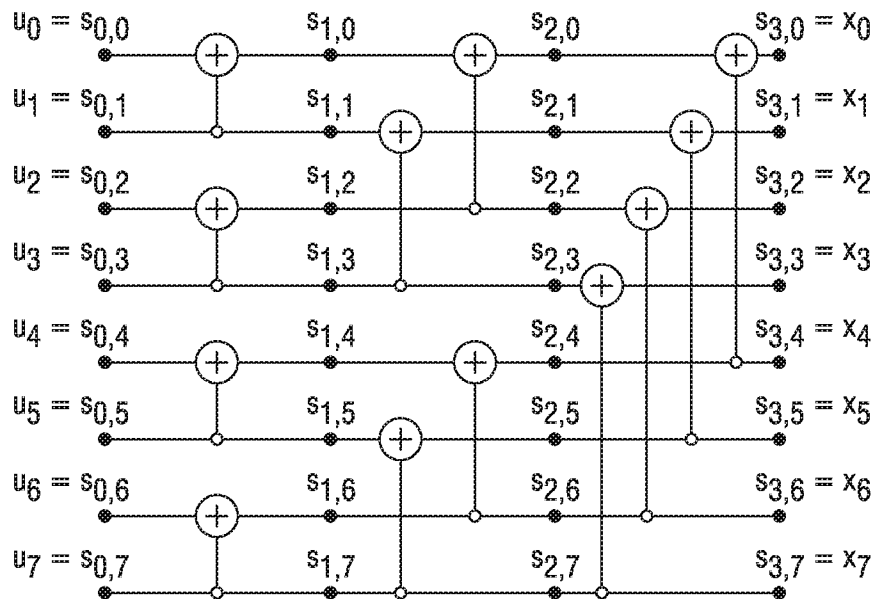 u0 = s0,0 s1,0 s2,0 s3,0 = x0
u1 = s0,1 s1,1 s2,1 s3,1 = x1
u2 = s0,2 s1,2 s2,2 s3,2 = x2
u3 = s0,3 s1,3 s2,3 s3,3 = x3
u4 = s0,4 s1,4 s2,4 s3,4 = x4
u5 = s0,5 s1,5 s2,5 s3,5 = x5
u6 = s0,6 s1,6 s2,6 s3,6 = x6
u7 = s0,7 s1,7 s2,7 s3,7 = x7